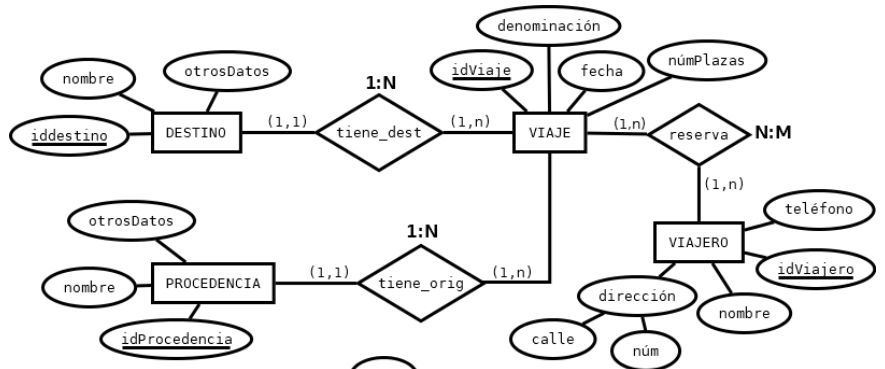 denominación
nombre
otrosDatos
1:N
idViaje
fecha
númPlazas
iddestino
DESTINO
(1,1)
tiene_dest
(1,n)
VIAJE
(1,n)
reserva
N:M
(1,n)
otrosDatos
1:N
teléfono
VIAJERO
nombre
PROCEDENCIA
(1,1)
tiene_orig
(1,n)
idViajero
dirección
nombre
idProcedencia
calle
núm